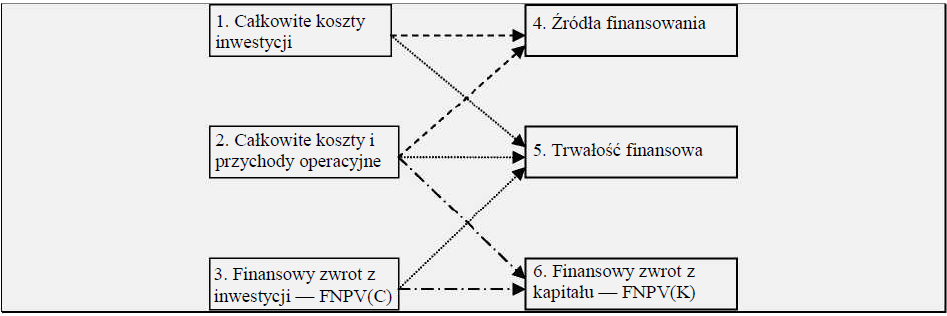 1. Całkowite koszty
inwestycji
4. Źródła finansowania
2. Całkowite koszty i
przychody operacyjne
5. Trwałość finansowa
3. Finansowy zwrot z
inwestycji — FNPV(C)
6. Finansowy zwrot z
kapitału — FNPV(K)